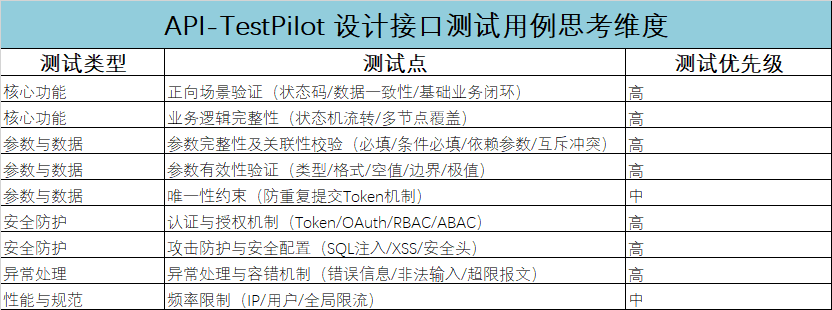 API-TestPilot 设计接口测试用例思考维度
测试类型 测试点 测试优先级
核心功能 正向场景验证（状态码/数据一致性/基础业务闭环） 高
核心功能 业务逻辑完整性（状态机流转/多节点覆盖） 高
参数与数据 参数完整性及关联性校验（必填/条件必填/依赖参数/互斥冲突） 高
参数与数据 参数有效性验证（类型/格式/空值/边界/极值） 高
参数与数据 唯一性约束（防重复提交Token机制） 中
安全防护 认证与授权机制（Token/OAuth/RBAC/ABAC） 高
安全防护 攻击防护与安全配置（SQL注入/XSS/安全头） 高
异常处理 异常处理与容错机制（错误信息/非法输入/超限报文） 高
性能与规范 频率限制（IP/用户/全局限流） 中